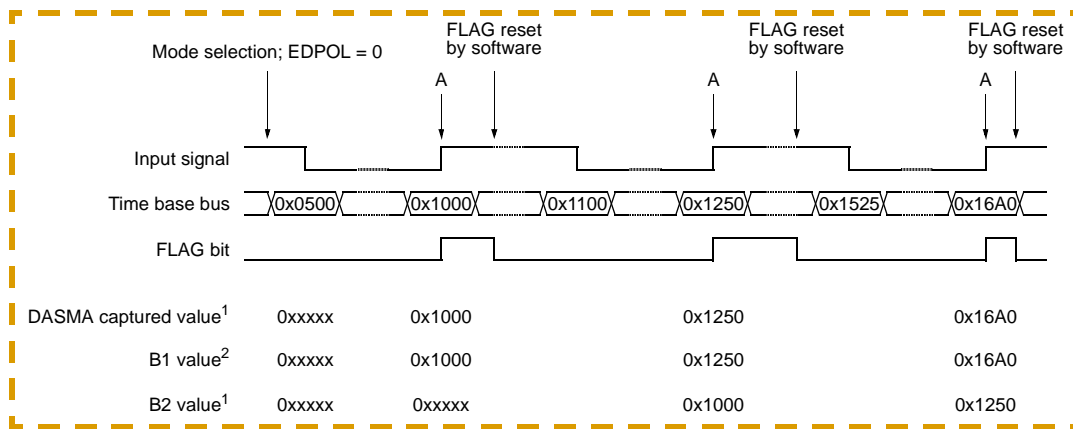 FLAG reset
by software
FLAG reset
by software
FLAG reset
by software
Mode selection; EDPOL = 0
A
A
A
Input signal
Time base bus 0x0500 0x1000 0x1100 0x1250 0x1525 0x16A0
FLAG bit
DASMA captured value1 0xxxxx 0x1000 0x1250 0x16A0
B1 value2 0xxxxx 0x1000 0x1250 0x16A0
B2 value1 0xxxxx 0xxxxx 0x1000 0x1250